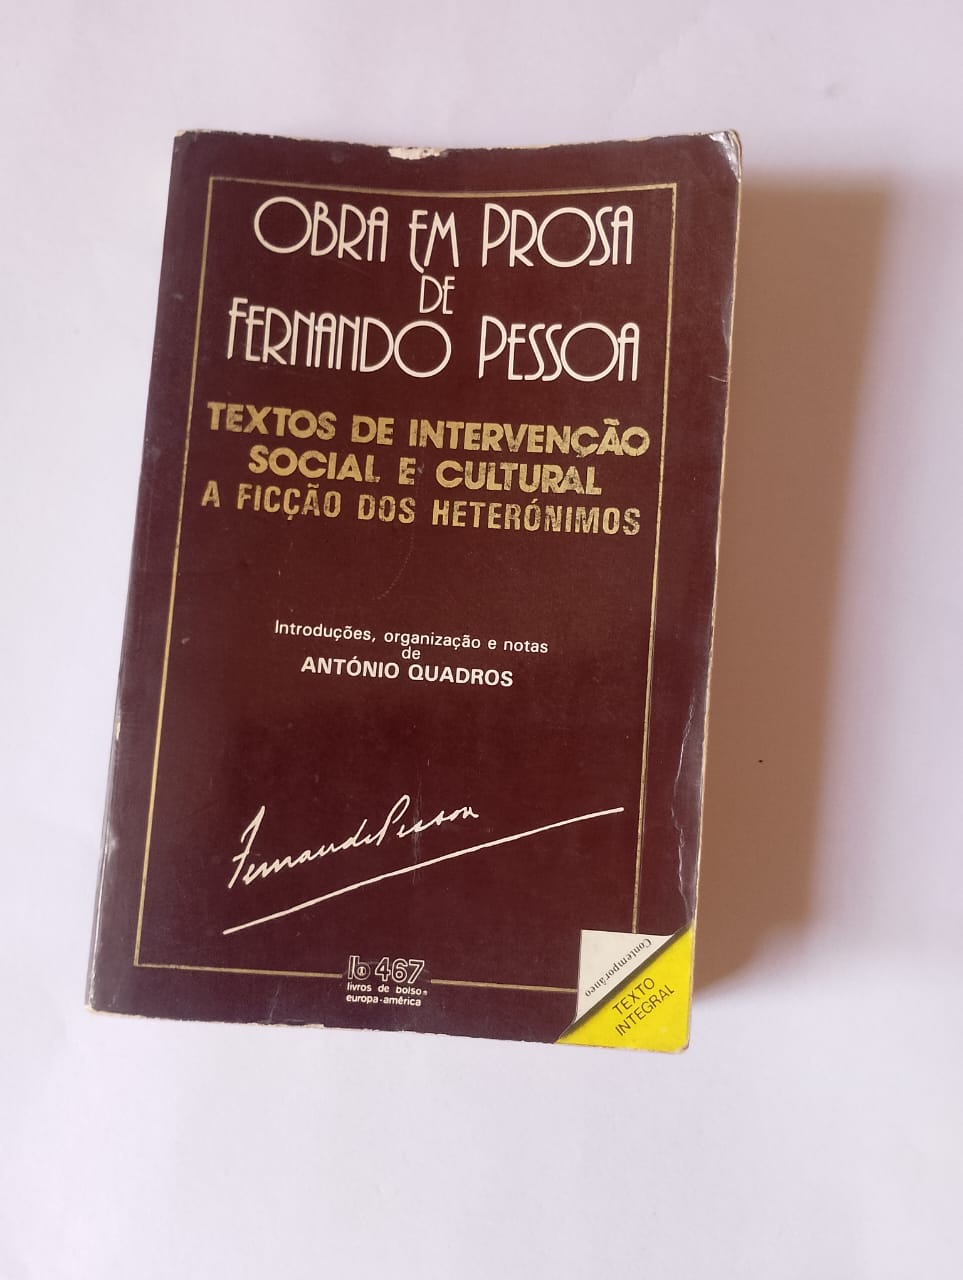 OBRA EM PROSA
DE
FERNANDO PESSOA
TEXTOS DE INTERVENÇÃO
SOCIAL E CULTURAL
A FICÇÃO DOS HETERÓNIMOS
Introduções, organização e notas
de
ANTÓNIO QUADROS
Fernando Pessoa
lb 467
livros de bolso
europa-américa
Contemporâneo
TEXTO
INTEGRAL